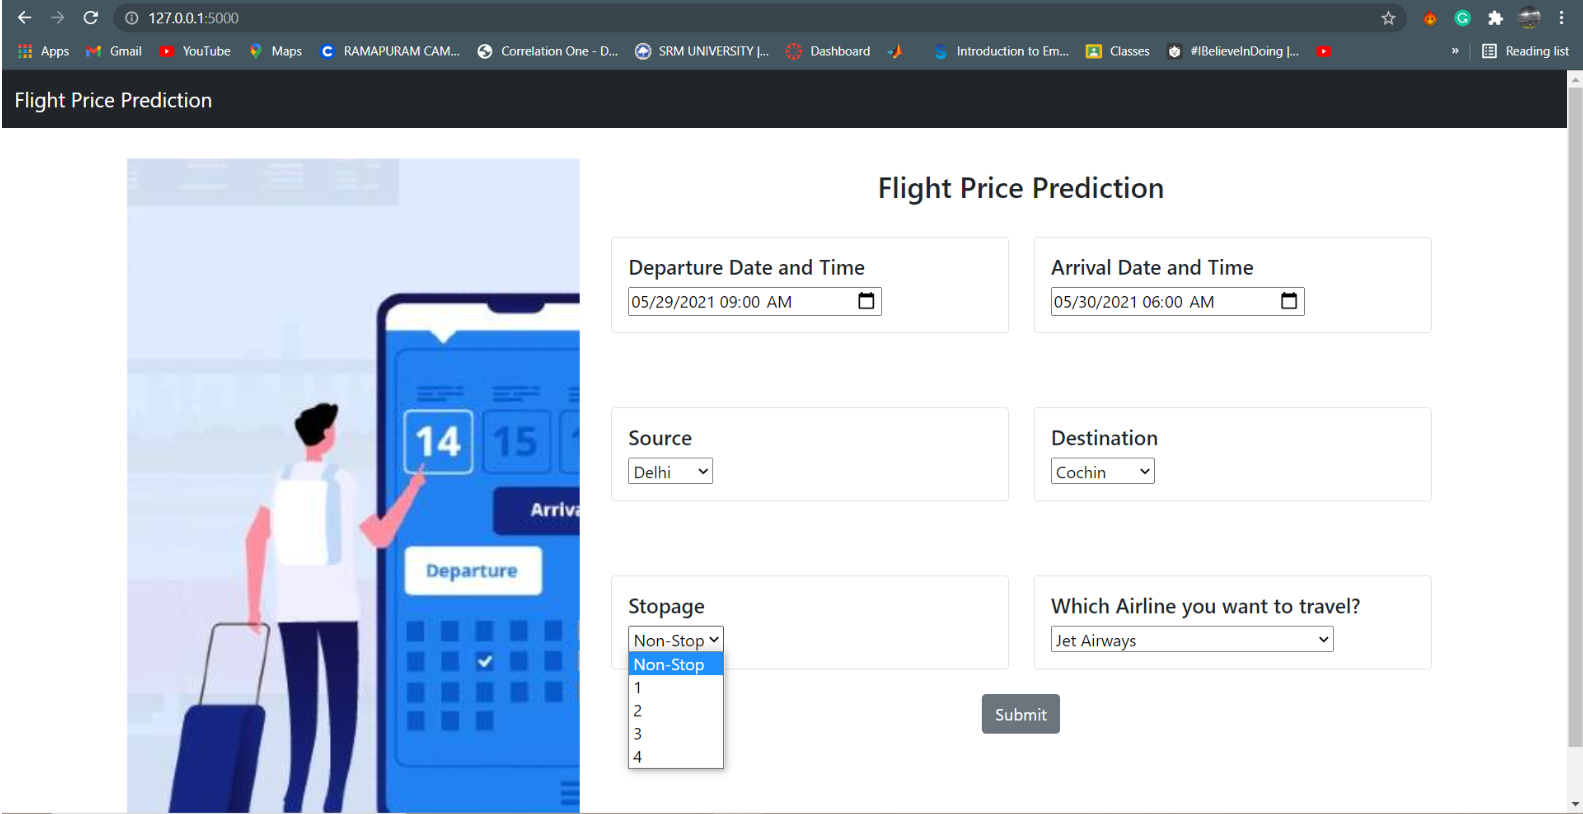 127.0.0.1:5000
Apps Gmail YouTube Maps RAMAPURAM CAM... Correlation One - D... SRM UNIVERSITY |... Dashboard Introduction to Em... Classes #IBelieveInDoing |... » Reading list
Flight Price Prediction
Flight Price Prediction
Departure Date and Time Arrival Date and Time
05/29/2021 09:00 AM 05/30/2021 06:00 AM
14 15
Source Destination
Delhi Cochin
Departure
Stopage Which Airline you want to travel?
Non-Stop Jet Airways
Non-Stop
1
2
3
4
Submit